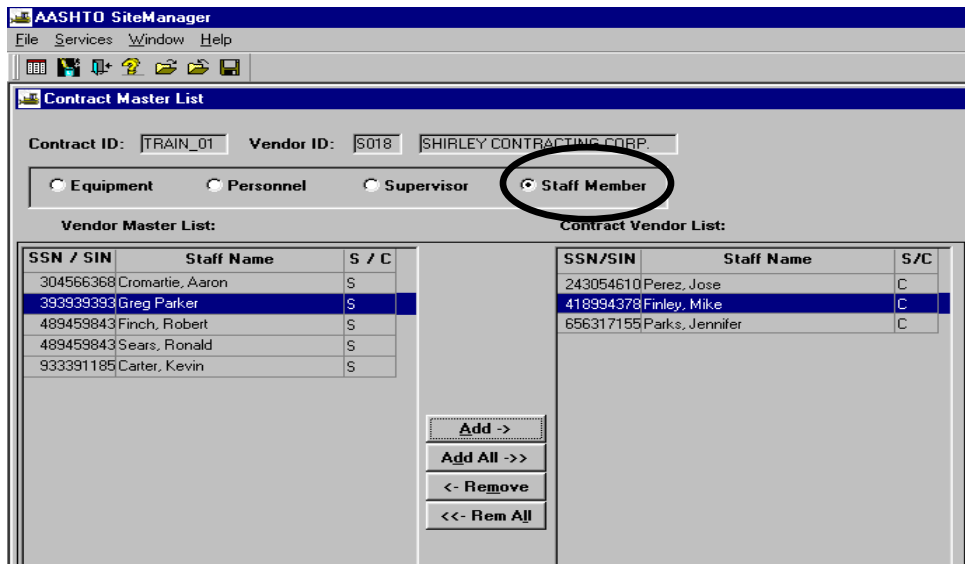 AASHTO SiteManager
File Services Window Help
Contract Master List
Contract ID: TRAIN_01 Vendor ID: S018 SHIRLEY CONTRACTING CORP.
Equipment Personnel Supervisor Staff Member
Vendor Master List: Contract Vendor List:
SSN / SIN Staff Name S / C SSN/SIN Staff Name S/C
304566368 Cromartie, Aaron S 243054610 Perez, Jose C
393939393 Greg Parker S 418994378 Finley, Mike C
489459843 Finch, Robert S 656317155 Parks, Jennifer C
489459843 Sears, Ronald S
933391185 Carter, Kevin S
Add ->
Add All ->>
<- Remove
<<- Rem All